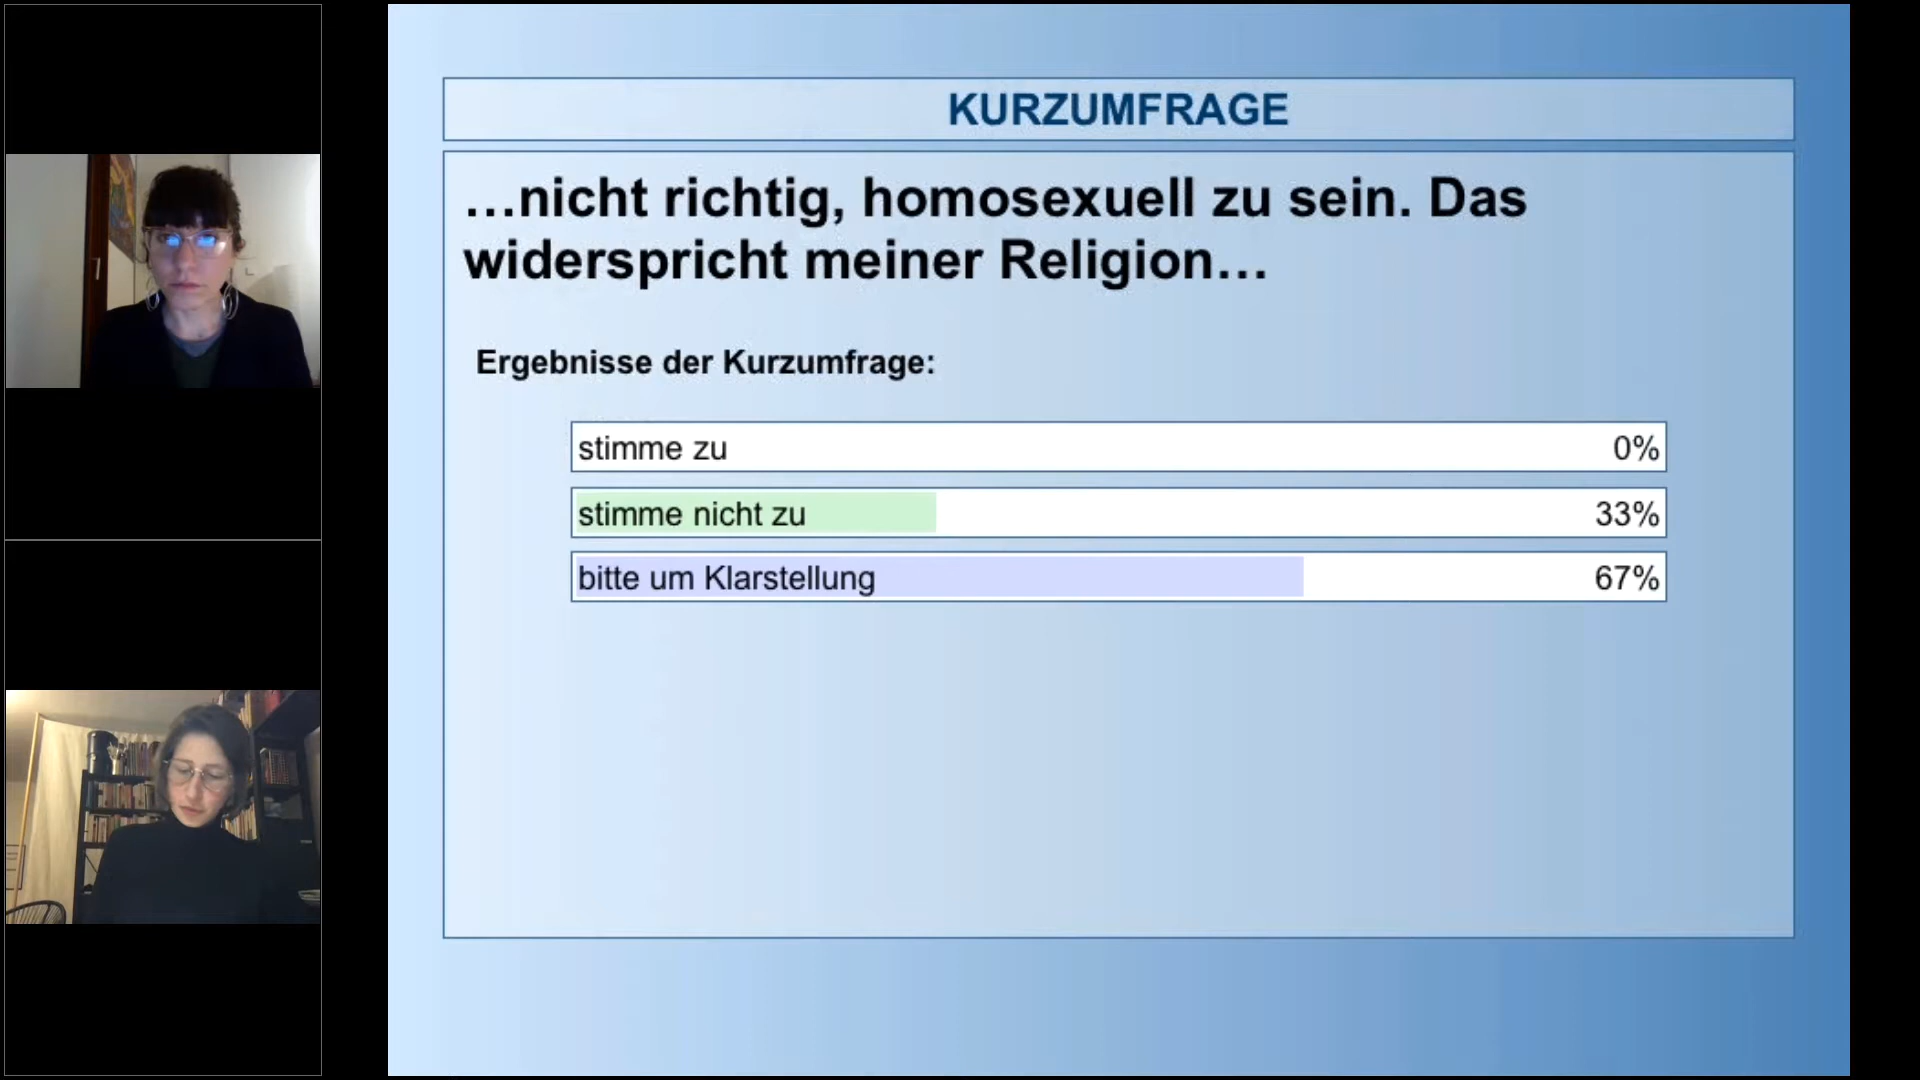 KURZUMFRAGE
…nicht richtig, homosexuell zu sein. Das
widerspricht meiner Religion…
Ergebnisse der Kurzumfrage:
stimme zu 0%
stimme nicht zu 33%
bitte um Klarstellung 67%